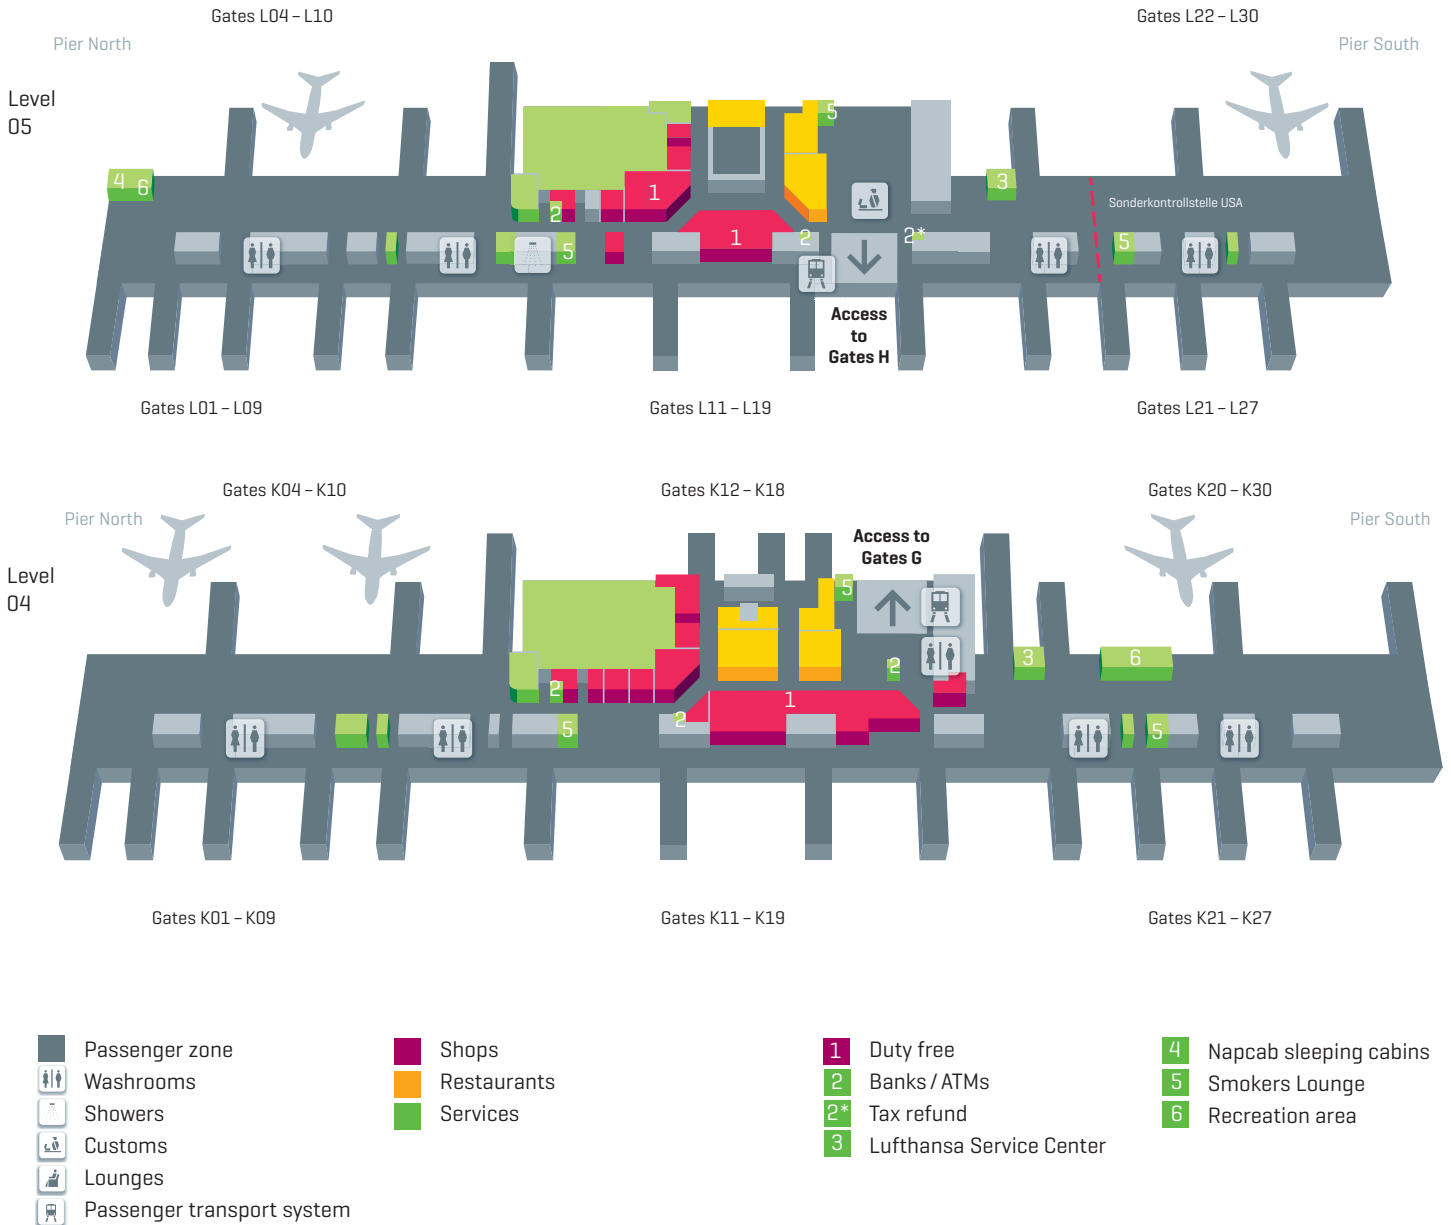 Gates L04 – L10
Gates L22 – L30
Pier North
Pier South
Level
05
5
4
6
3
1
2
Sonderkontrollstelle USA
1
2
2*
5
5
Access
to
Gates H
Gates L01 – L09
Gates L11 – L19
Gates L21 – L27
Gates K04 – K10
Gates K12 – K18
Gates K20 – K30
Pier North
Pier South
Access to
Gates G
Level
04
5
3
6
2
2
1
2
5
5
Gates K01 – K09
Gates K11 – K19
Gates K21 – K27
Passenger zone
Washrooms
Showers
Customs
Lounges
Passenger transport system
Shops
Restaurants
Services
1 Duty free
2 Banks / ATMs
2* Tax refund
3 Lufthansa Service Center
4 Napcab sleeping cabins
5 Smokers Lounge
6 Recreation area